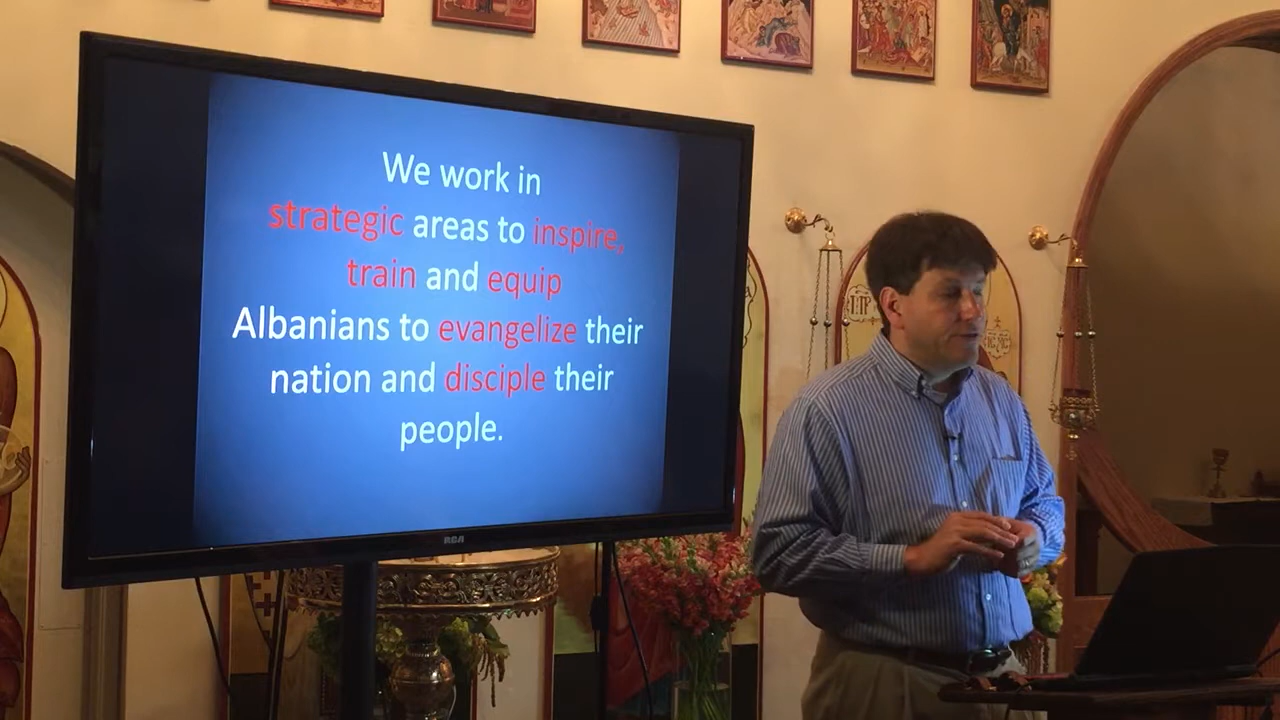 We work in
strategic areas to inspire,
train and equip
Albanians to evangelize their
nation and disciple their
people.
RCA